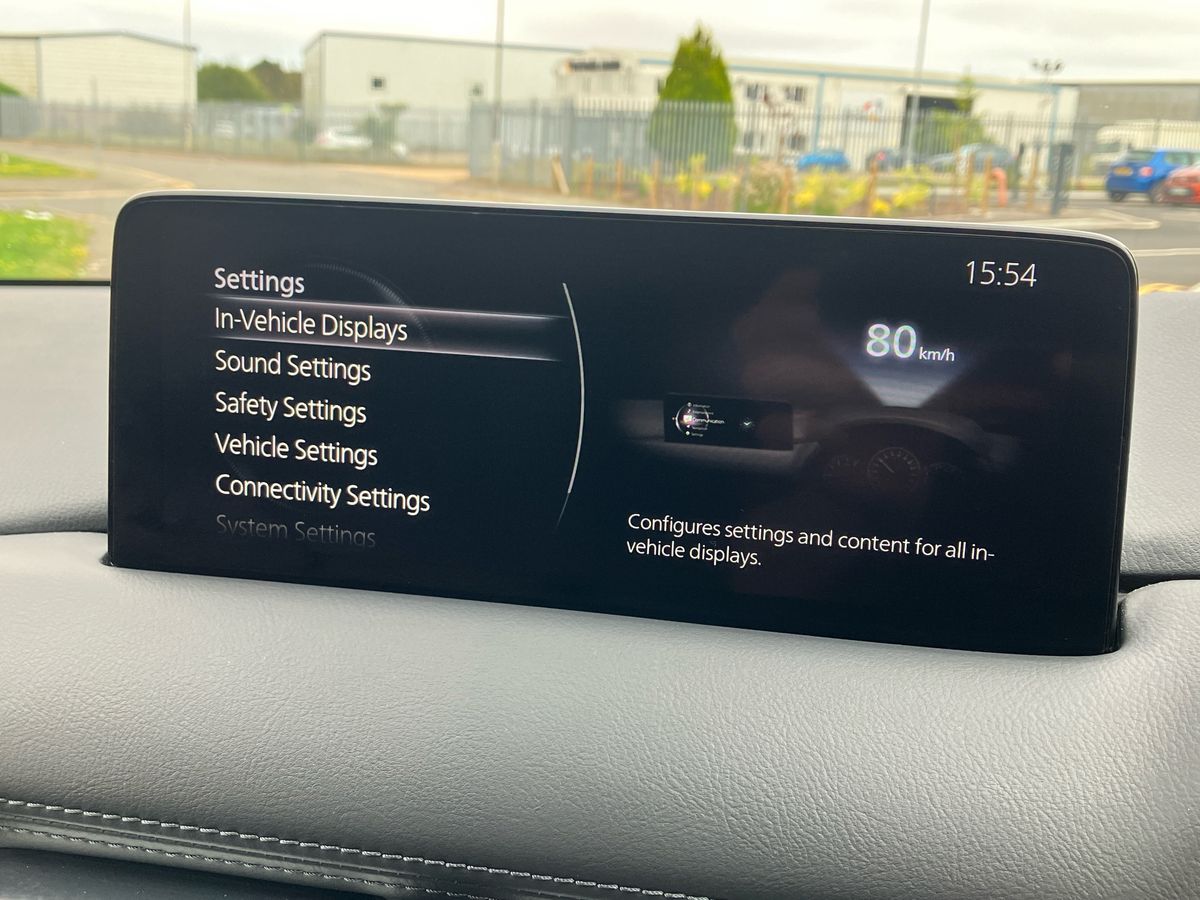 Settings
15:54
In-Vehicle Displays
80 km/h
Sound Settings
Safety Settings
Communication
Vehicle Settings
Connectivity Settings
System Settings
Configures settings and content for all in-
vehicle displays.